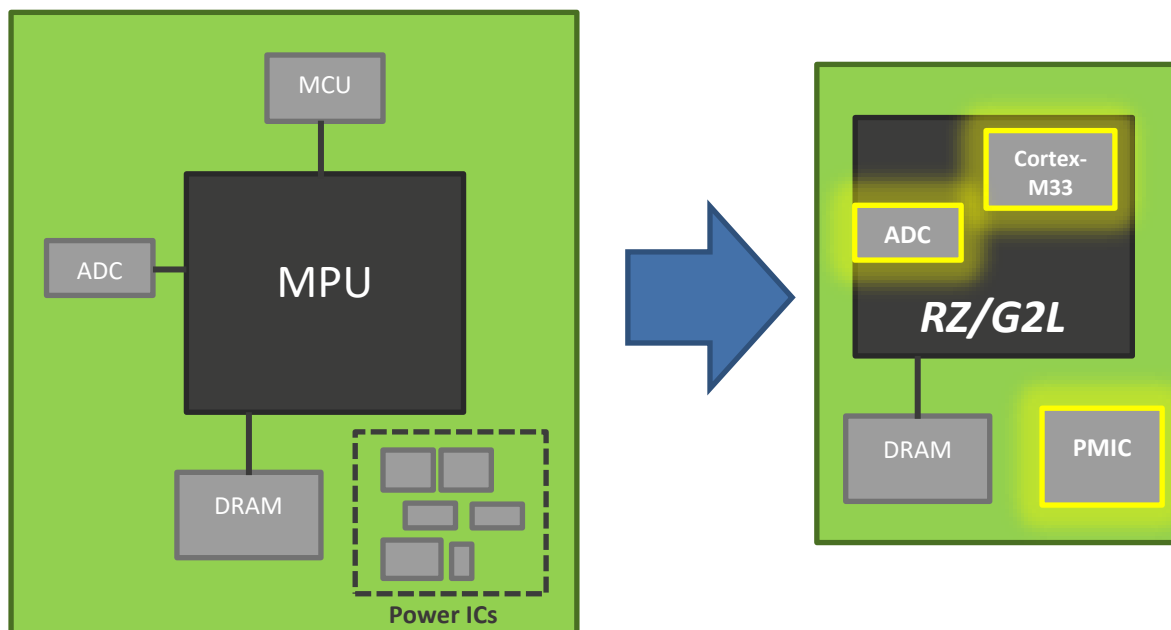 MCU
ADC
MPU
DRAM
Power ICs
Cortex-
M33
ADC
RZ/G2L
DRAM
PMIC